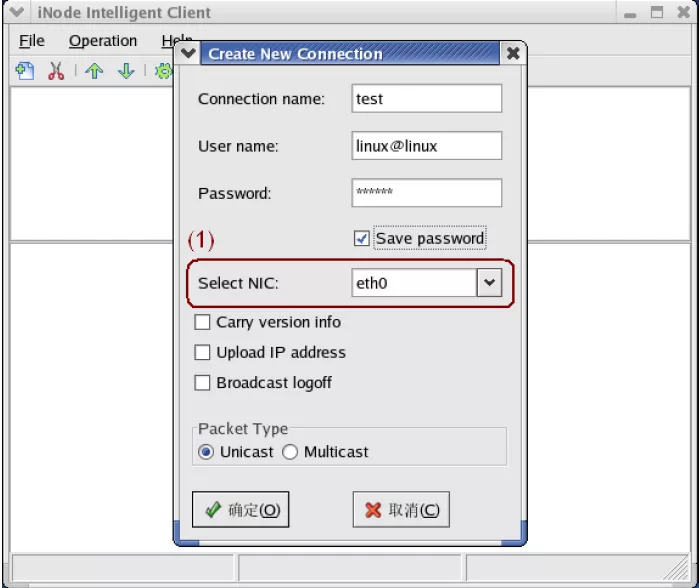 iNode Intelligent Client
File Operation Help
Create New Connection
Connection name: test
User name: linux@linux
Password: ******
(1)
Save password
Select NIC: eth0
Carry version info
Upload IP address
Broadcast logoff
Packet Type
Unicast Multicast
确定(O) 取消(C)